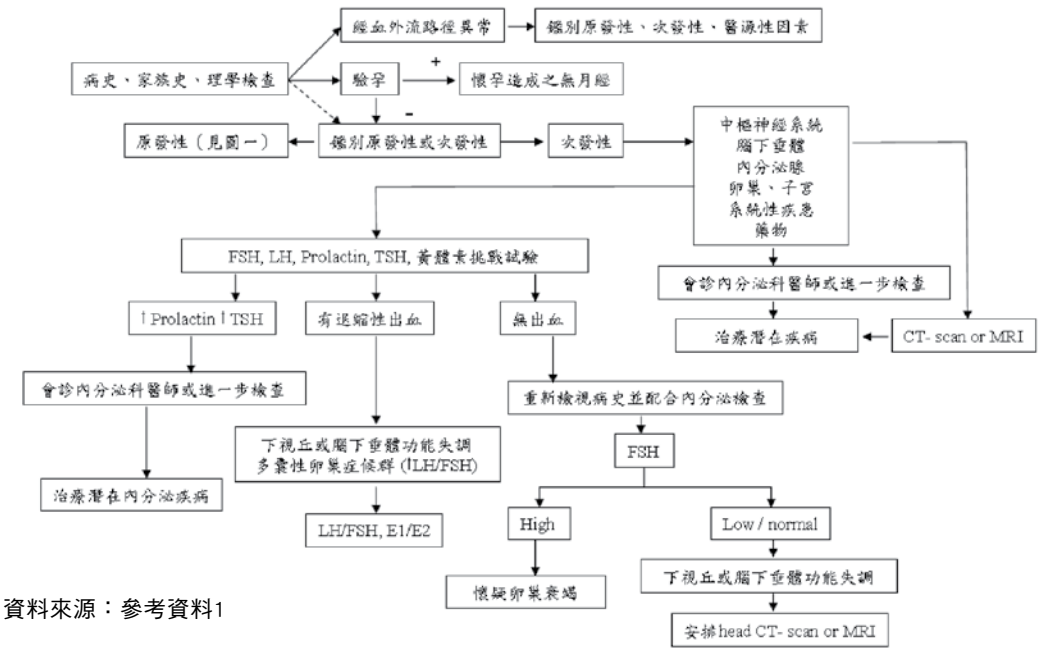 經血外流路徑異常
鑑別原發性、次發性、醫源性因素
病史、家族史、理學檢查
驗孕
+
懷孕造成之無月經
-
原發性（見圖一）
鑑別原發性或次發性
次發性
中樞神經系統
腦下垂體
內分泌腺
卵巢、子宮
系統性疾患
藥物
FSH, LH, Prolactin, TSH, 黃體素挑戰試驗
會診內分泌科醫師或進一步檢查
↑Prolactin ↑TSH
有退縮性出血
無出血
治療潛在疾病
CT- scan or MRI
會診內分泌科醫師或進一步檢查
重新檢視病史並配合內分泌檢查
下視丘或腦下垂體功能失調
多囊性卵巢症候群 (↑LH/FSH)
FSH
治療潛在內分泌疾病
LH/FSH, E1/E2
High
Low / normal
懷疑卵巢衰竭
下視丘或腦下垂體功能失調
資料來源：參考資料1
安排head CT- scan or MRI